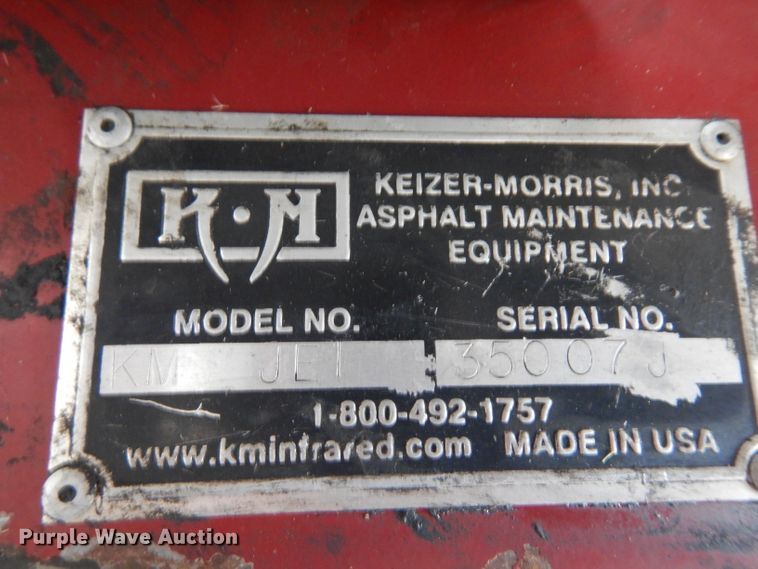 K·M
KEIZER-MORRIS, INC.
ASPHALT MAINTENANCE
EQUIPMENT
MODEL NO.
SERIAL NO.
KM JET
35007J
1-800-492-1757
www.kminfrared.com MADE IN USA
Purple Wave Auction